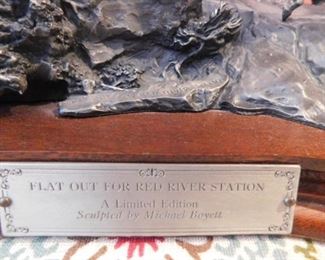 FLAT OUT FOR RED RIVER STATION
A Limited Edition
Sculpted by Michael Boyett